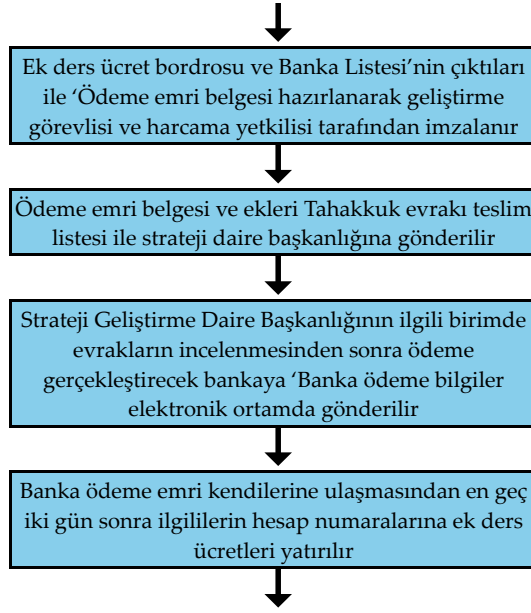 Ek ders ücret bordrosu ve Banka Listesi’nin çıktıları
ile ‘Ödeme emri belgesi hazırlanarak geliştirme
görevlisi ve harcama yetkilisi tarafından imzalanır
Ödeme emri belgesi ve ekleri Tahakkuk evrakı teslim
listesi ile strateji daire başkanlığına gönderilir
Strateji Geliştirme Daire Başkanlığının ilgili birimde
evrakların incelenmesinden sonra ödeme
gerçekleştirecek bankaya ‘Banka ödeme bilgiler
elektronik ortamda gönderilir
Banka ödeme emri kendilerine ulaşmasından en geç
iki gün sonra ilgililerin hesap numaralarına ek ders
ücretleri yatırılır